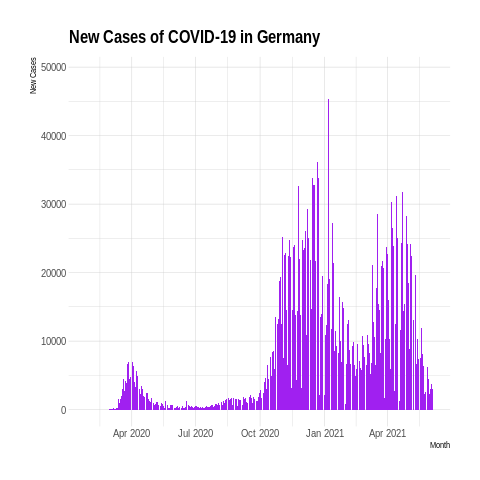 New Cases of COVID-19 in Germany
New Cases
50000
40000
30000
20000
10000
0
Apr 2020 Jul 2020 Oct 2020 Jan 2021 Apr 2021
Month